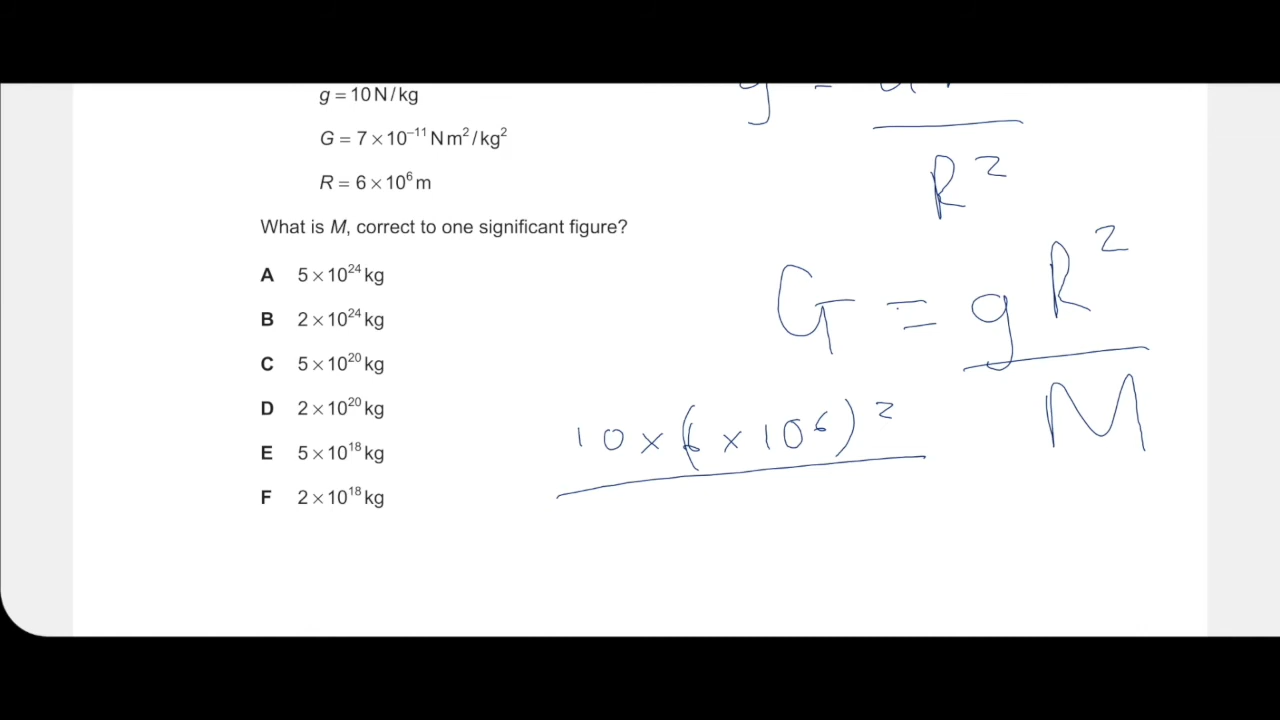 g = 10 N / kg
G = 7 × 10⁻¹¹ N m² / kg²
R = 6 × 10⁶ m
What is M, correct to one significant figure?
A 5 × 10²⁴ kg
B 2 × 10²⁴ kg
C 5 × 10²⁰ kg
D 2 × 10²⁰ kg
E 5 × 10¹⁸ kg
F 2 × 10¹⁸ kg
g =
R²
G = g R²
M
10 × (6 × 10⁶)²